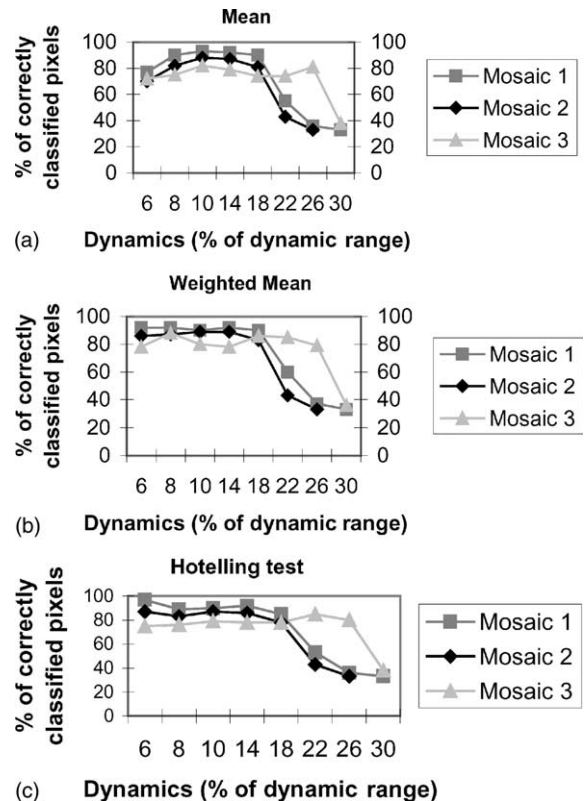 Mean
% of correctly
classified pixels
100
80
60
40
20
0
100
80
60
40
20
0
6 8 10 14 18 22 26 30
Mosaic 1
Mosaic 2
Mosaic 3
(a) Dynamics (% of dynamic range)
Weighted Mean
% of correctly
classified pixels
100
80
60
40
20
0
100
80
60
40
20
0
6 8 10 14 18 22 26 30
Mosaic 1
Mosaic 2
Mosaic 3
(b) Dynamics (% of dynamic range)
Hotelling test
% of correctly
classified pixels
100
80
60
40
20
0
6 8 10 14 18 22 26 30
Mosaic 1
Mosaic 2
Mosaic 3
(c) Dynamics (% of dynamic range)